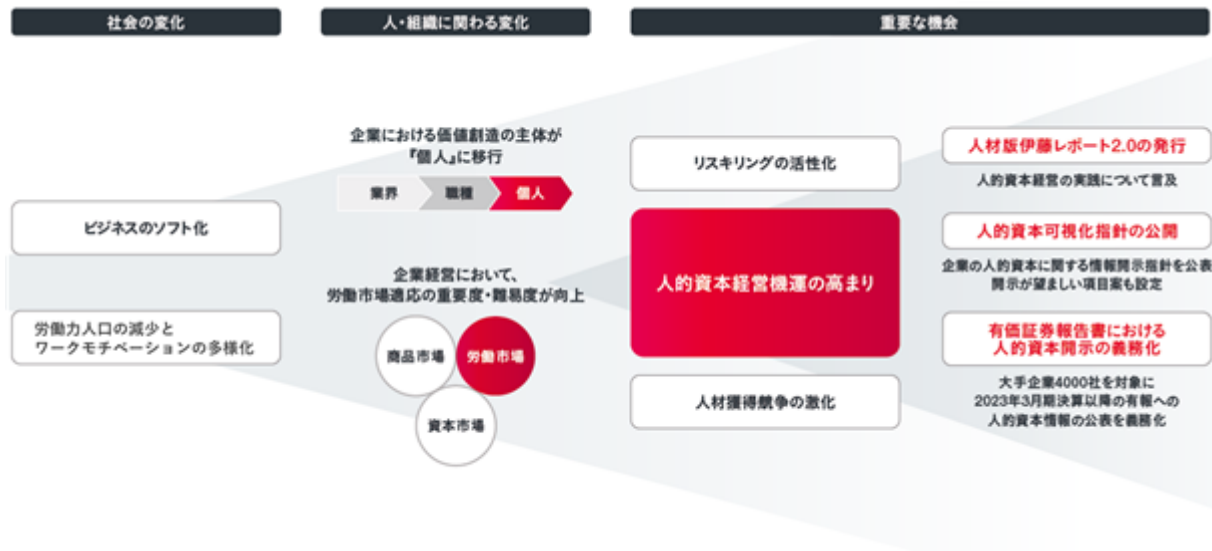 社会の変化
人・組織に関わる変化
重要な機会
ビジネスのソフト化
労働力人口の減少と
ワークモチベーションの多様化
企業における価値創造の主体が
『個人』に移行
業界
職種
個人
企業経営において、
労働市場適応の重要度・難易度が向上
商品市場
労働市場
資本市場
リスキリングの活性化
人的資本経営機運の高まり
人材獲得競争の激化
人材版伊藤レポート2.0の発行
人的資本経営の実践について言及
人的資本可視化指針の公開
企業の人的資本に関する情報開示指針を公表
開示が望ましい項目案も設定
有価証券報告書における
人的資本開示の義務化
大手企業4000社を対象に
2023年3月期決算以降の有報への
人的資本情報の公表を義務化